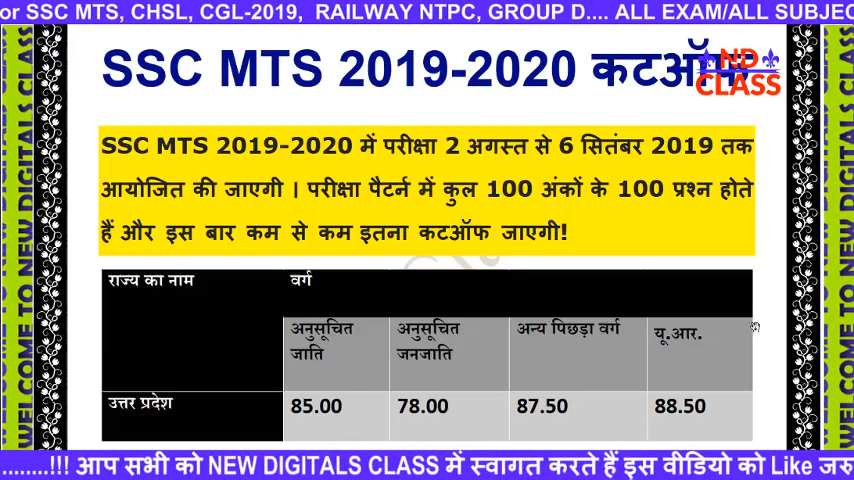 or SSC MTS, CHSL, CGL-2019, RAILWAY NTPC, GROUP D.... ALL EXAM/ALL SUBJEC
SSC MTS 2019-2020 कटऑफ
ND
CLASS
SSC MTS 2019-2020 में परीक्षा 2 अगस्त से 6 सितंबर 2019 तक
आयोजित की जाएगी । परीक्षा पैटर्न में कुल 100 अंकों के 100 प्रश्न होते
हैं और इस बार कम से कम इतना कटऑफ जाएगी!
राज्य का नाम वर्ग
अनुसूचित जाति अनुसूचित जनजाति अन्य पिछड़ा वर्ग यू.आर.
उत्तर प्रदेश 85.00 78.00 87.50 88.50
........!!! आप सभी को NEW DIGITALS CLASS में स्वागत करते हैं इस वीडियो को Like जरु
WELCOME TO NEW DIGITALS
WELCOME TO NEW DIGITALS